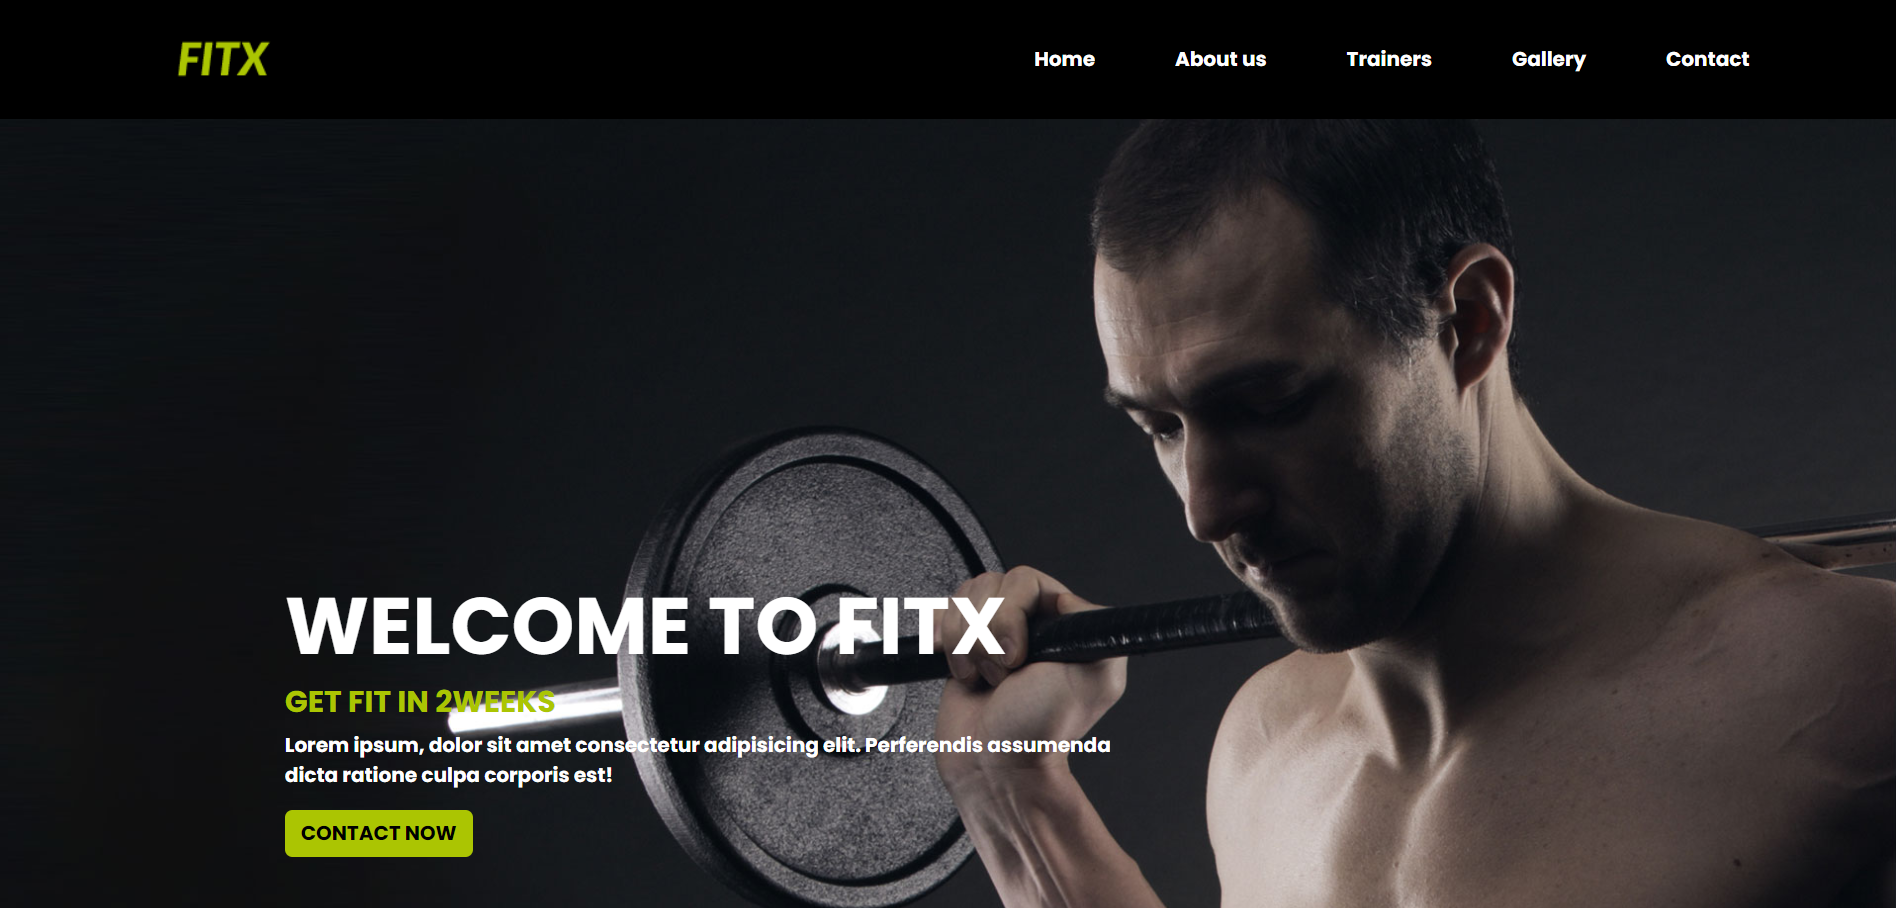 FITX
Home About us Trainers Gallery Contact
WELCOME TO FITX
GET FIT IN 2WEEKS
Lorem ipsum, dolor sit amet consectetur adipisicing elit. Perferendis assumenda
dicta ratione culpa corporis est!
CONTACT NOW